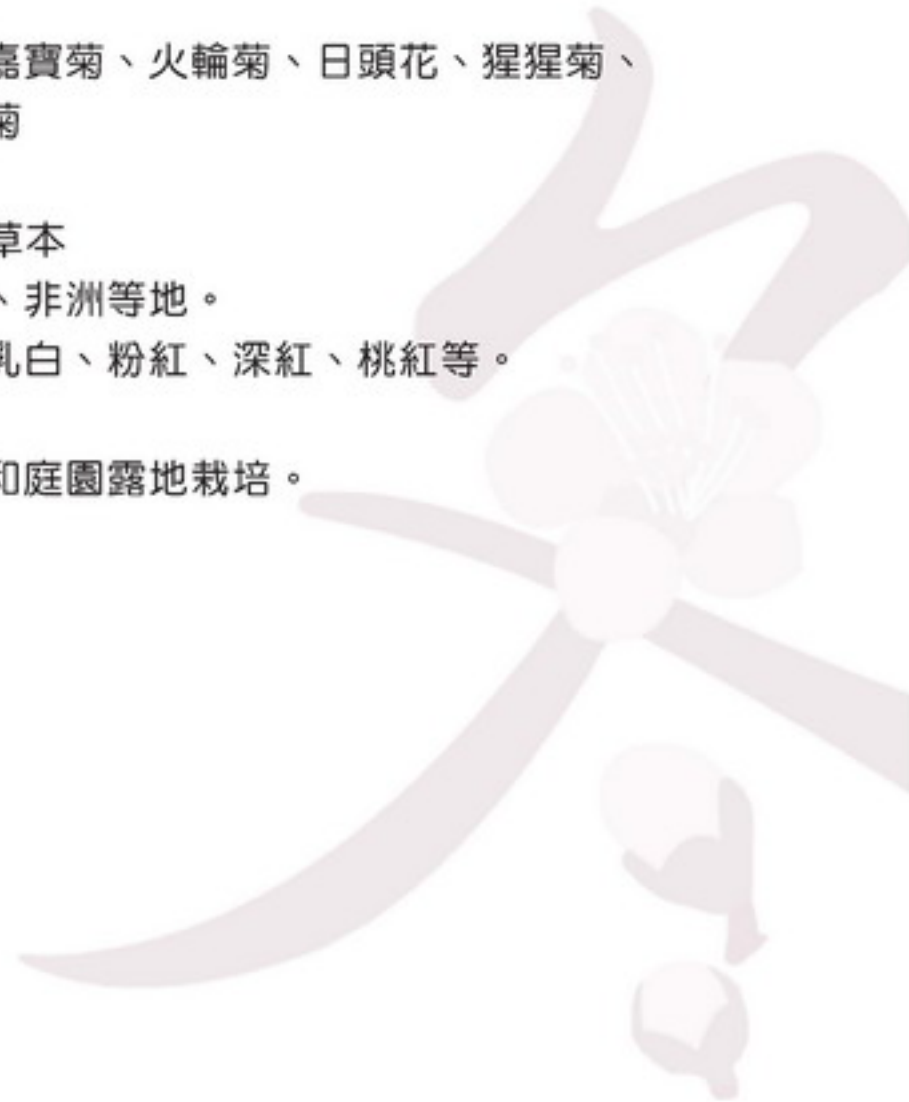 嘉寶菊、火輪菊、日頭花、猩猩菊、
菊
草本
、非洲等地。
乳白、粉紅、深紅、桃紅等。
和庭園露地栽培。